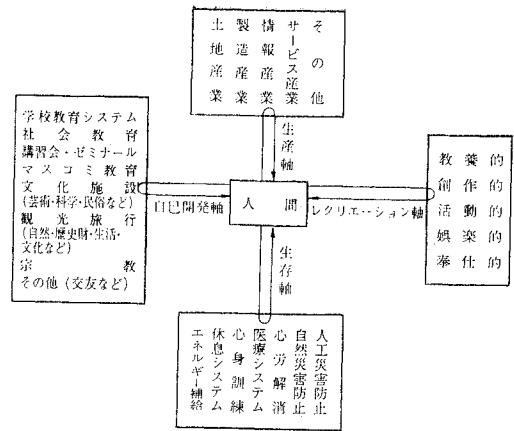 その他
サービス産業
情報産業
製造産業
土地産業
生産軸
学校教育システム
社会教育
講習会・ゼミナール
マスコミ教育
文化施設
(芸術・科学・民俗など)
観光旅行
(自然・歴史財・生活・
文化など)
宗教
その他(交友など)
自己開発軸
人間
レクリエーション軸
教養的
創作的
活動的
娯楽的
奉仕的
生存軸
人工災害防止
自然災害防止
心労解消
医療システム
心身訓練
休息システム
エネルギー補給